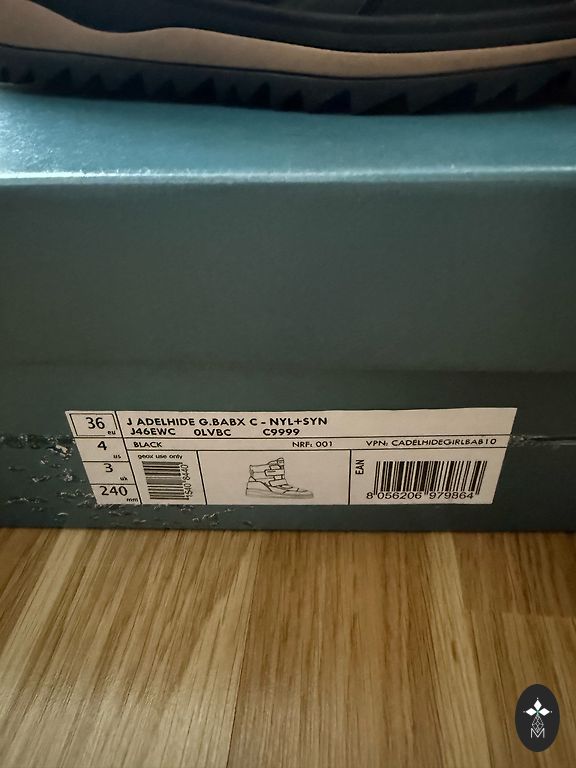 36 eu
J ADELHIDE G.BABX C - NYL+SYN
J46EWC 0LVBC C9999
4 us
BLACK NRF: 001 VPN: CADELHIDEGIRLBAB10
3 uk
geox use only
EAN
240 mm
8 056206 979864
M